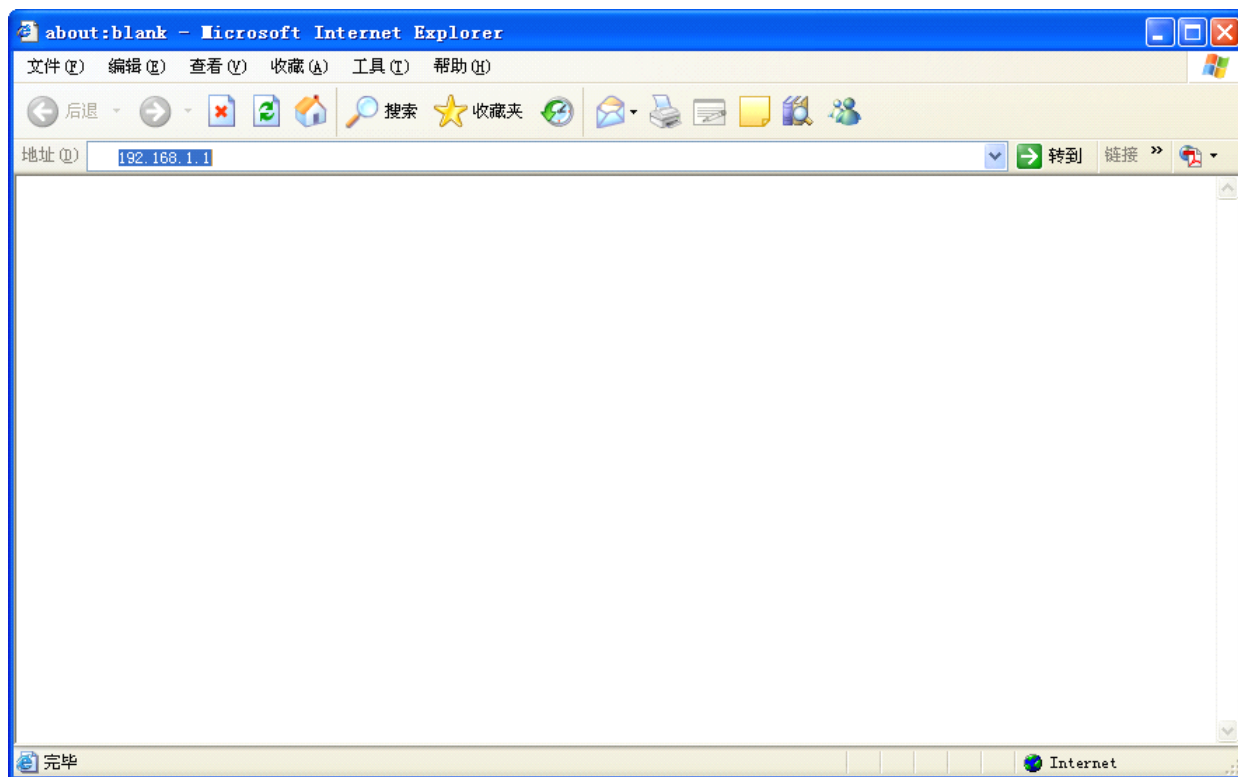 about:blank - Microsoft Internet Explorer
文件(F) 编辑(E) 查看(V) 收藏(A) 工具(T) 帮助(H)
后退 搜索 收藏夹
地址(D) 192.168.1.1 转到 链接 »
完毕 Internet